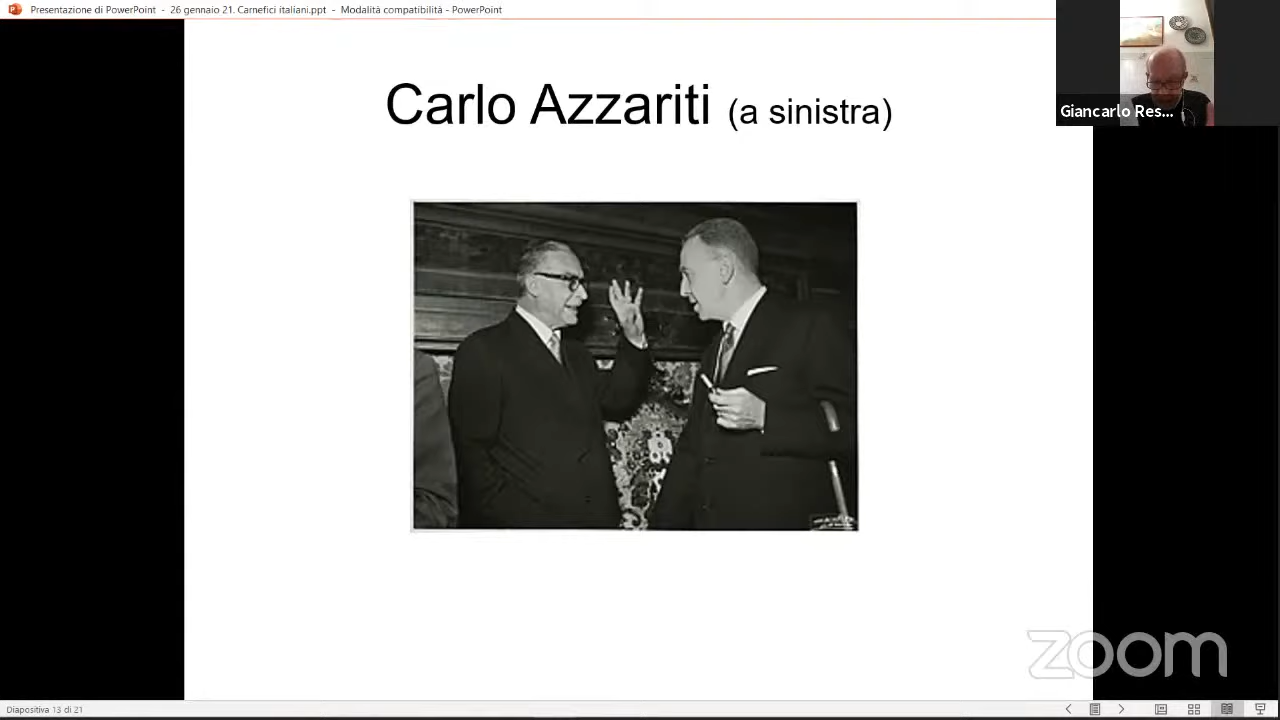 Presentazione di PowerPoint - 26 gennaio 21. Carnefici italiani.ppt - Modalità compatibilità - PowerPoint
Giancarlo Res...
Carlo Azzariti (a sinistra)
zoom
Diapositiva 13 di 21